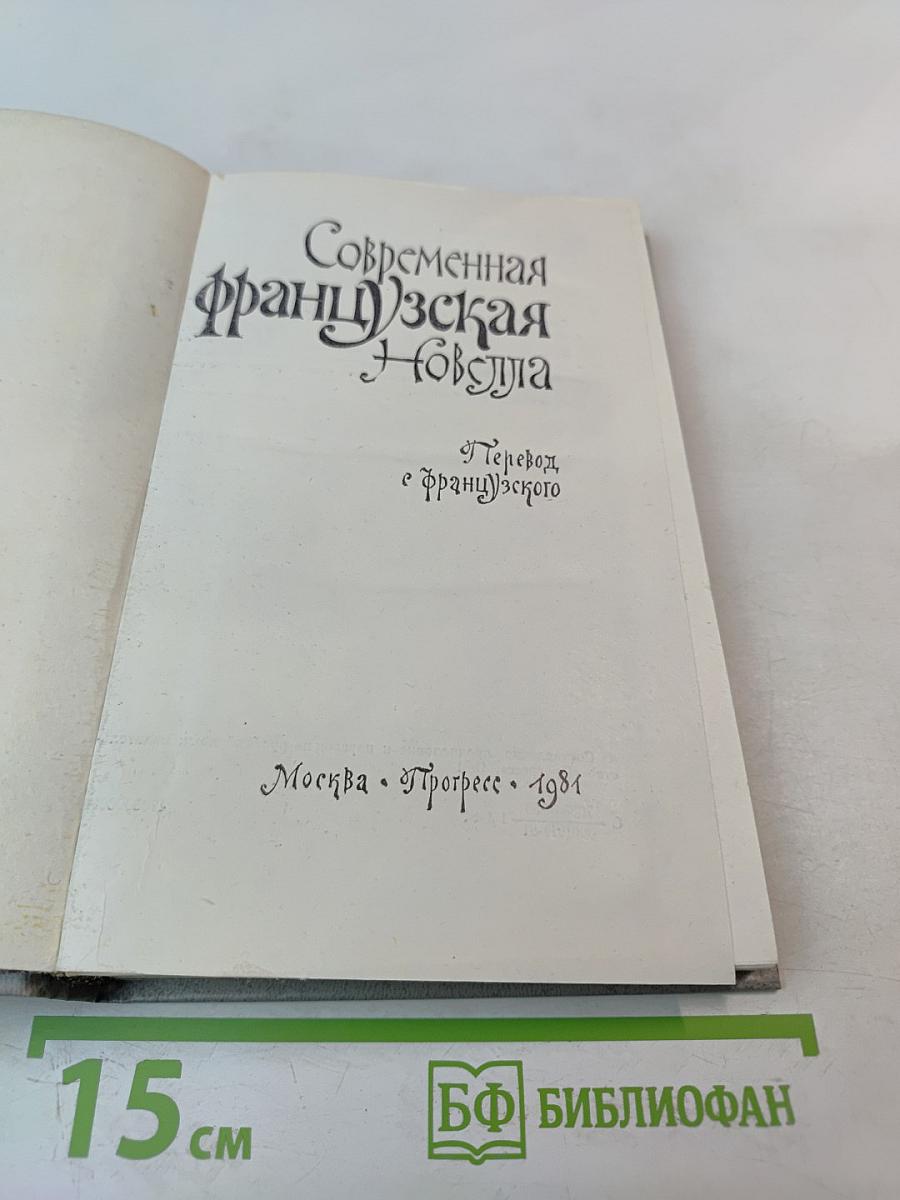 Современная
Французская
Новелла
Перевод
с французского
Москва • Прогресс • 1981
15 см
БФ БИБЛИОФАН